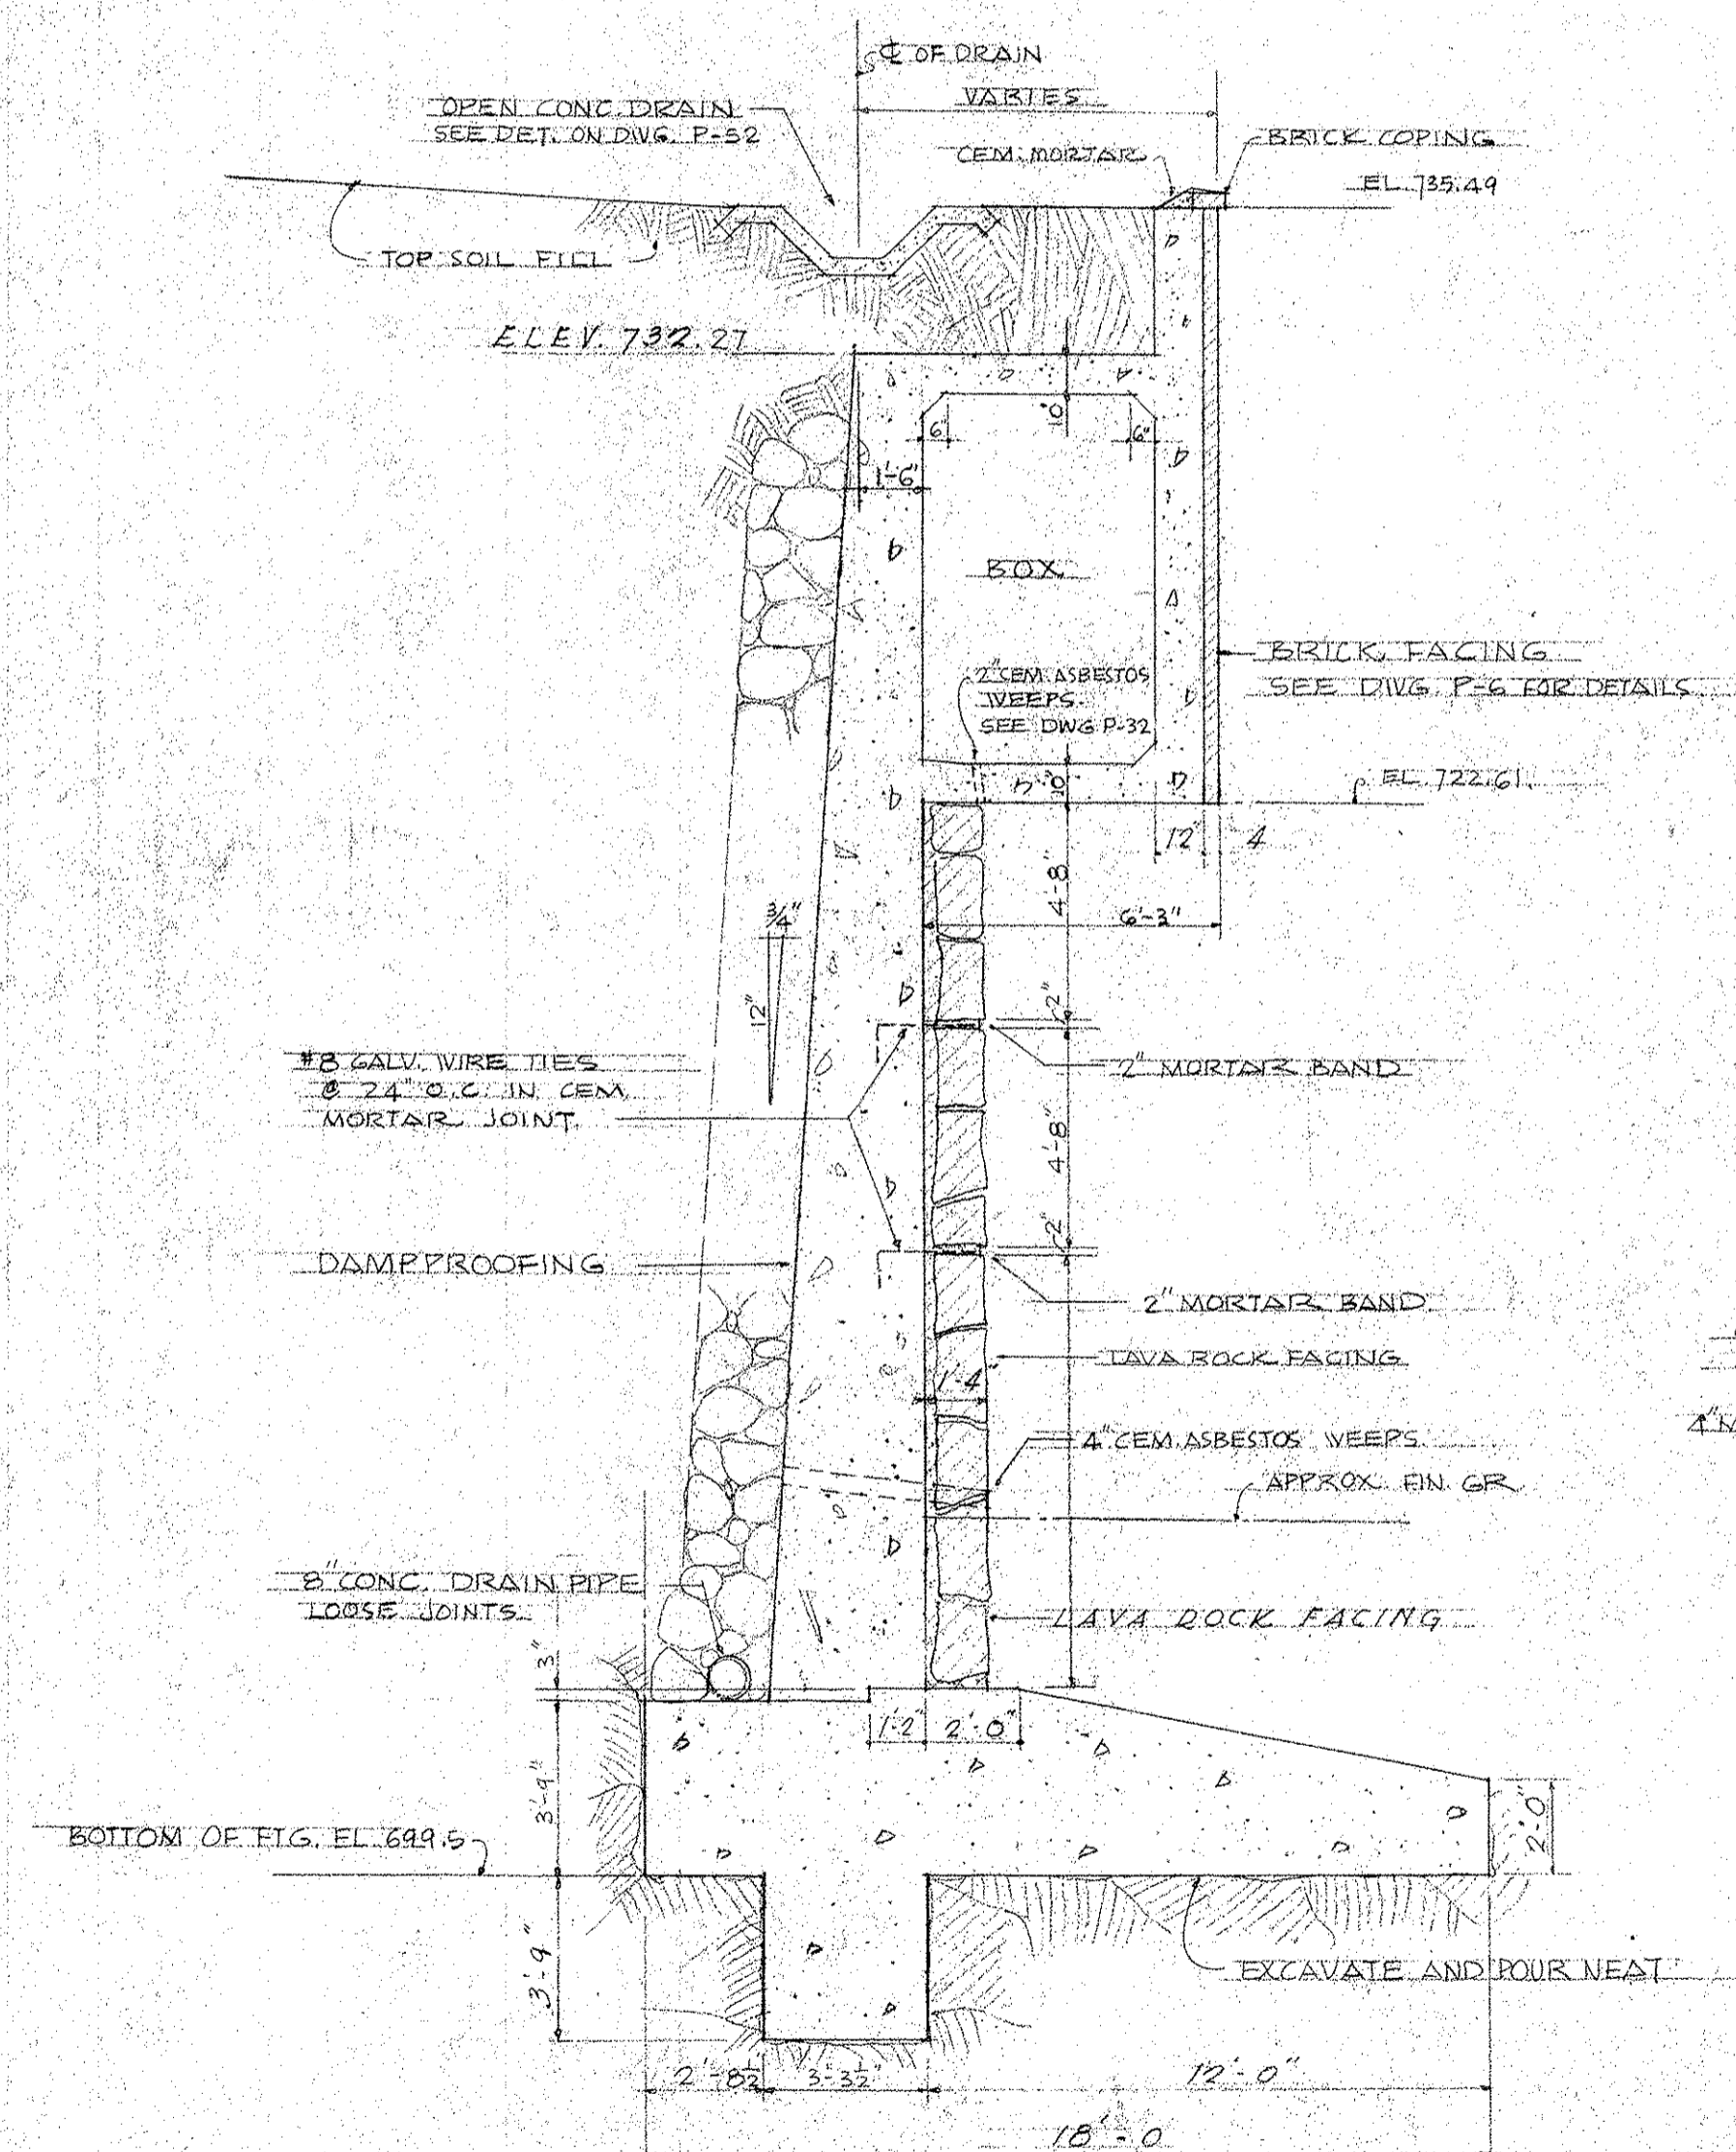 ℄ OF DRAIN
OPEN CONC. DRAIN
SEE DET. ON DWG. P-52
VARIES
CEM. MORTAR
BRICK COPING
EL. 735.49
TOP SOIL FILL
ELEV. 732.27
6"
6"
1'-6"
BOX
BRICK FACING
SEE DWG. P-6 FOR DETAILS
2" CEM. ASBESTOS
WEEPS
SEE DWG P-32
EL. 722.61
12" 4
4'-8"
6'-3"
3/4"
12"
2"
#8 GALV. WIRE TIES
@ 24" O.C. IN CEM.
MORTAR JOINT.
2" MORTAR BAND
4'-8"
2"
DAMPPROOFING
2" MORTAR BAND
LAVA ROCK FACING
1'-4"
4" CEM. ASBESTOS WEEPS
APPROX. FIN. GR.
8" CONC. DRAIN PIPE
LOOSE JOINTS
LAVA ROCK FACING
3"
1'-2" 2'-0"
3'-9"
2'-0"
BOTTOM OF FTG. EL. 699.5
3'-9"
EXCAVATE AND POUR NEAT
2'-8½" 3'-3½" 12'-0"
18'-0